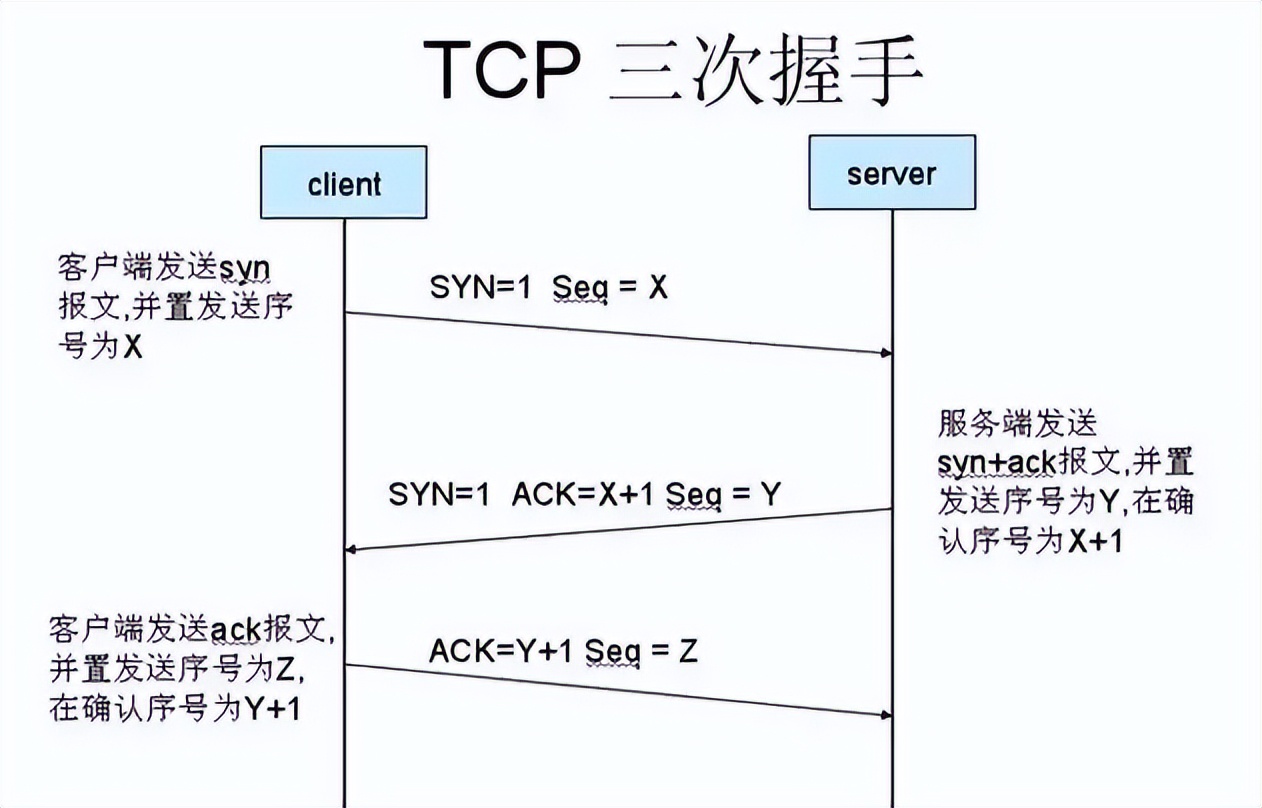 TCP 三次握手
client
server
客户端发送syn
报文,并置发送序
号为X
SYN=1 Seq = X
服务端发送
syn+ack报文,并置
发送序号为Y,在确
认序号为X+1
SYN=1 ACK=X+1 Seq = Y
客户端发送ack报文,
并置发送序号为Z,
在确认序号为Y+1
ACK=Y+1 Seq = Z